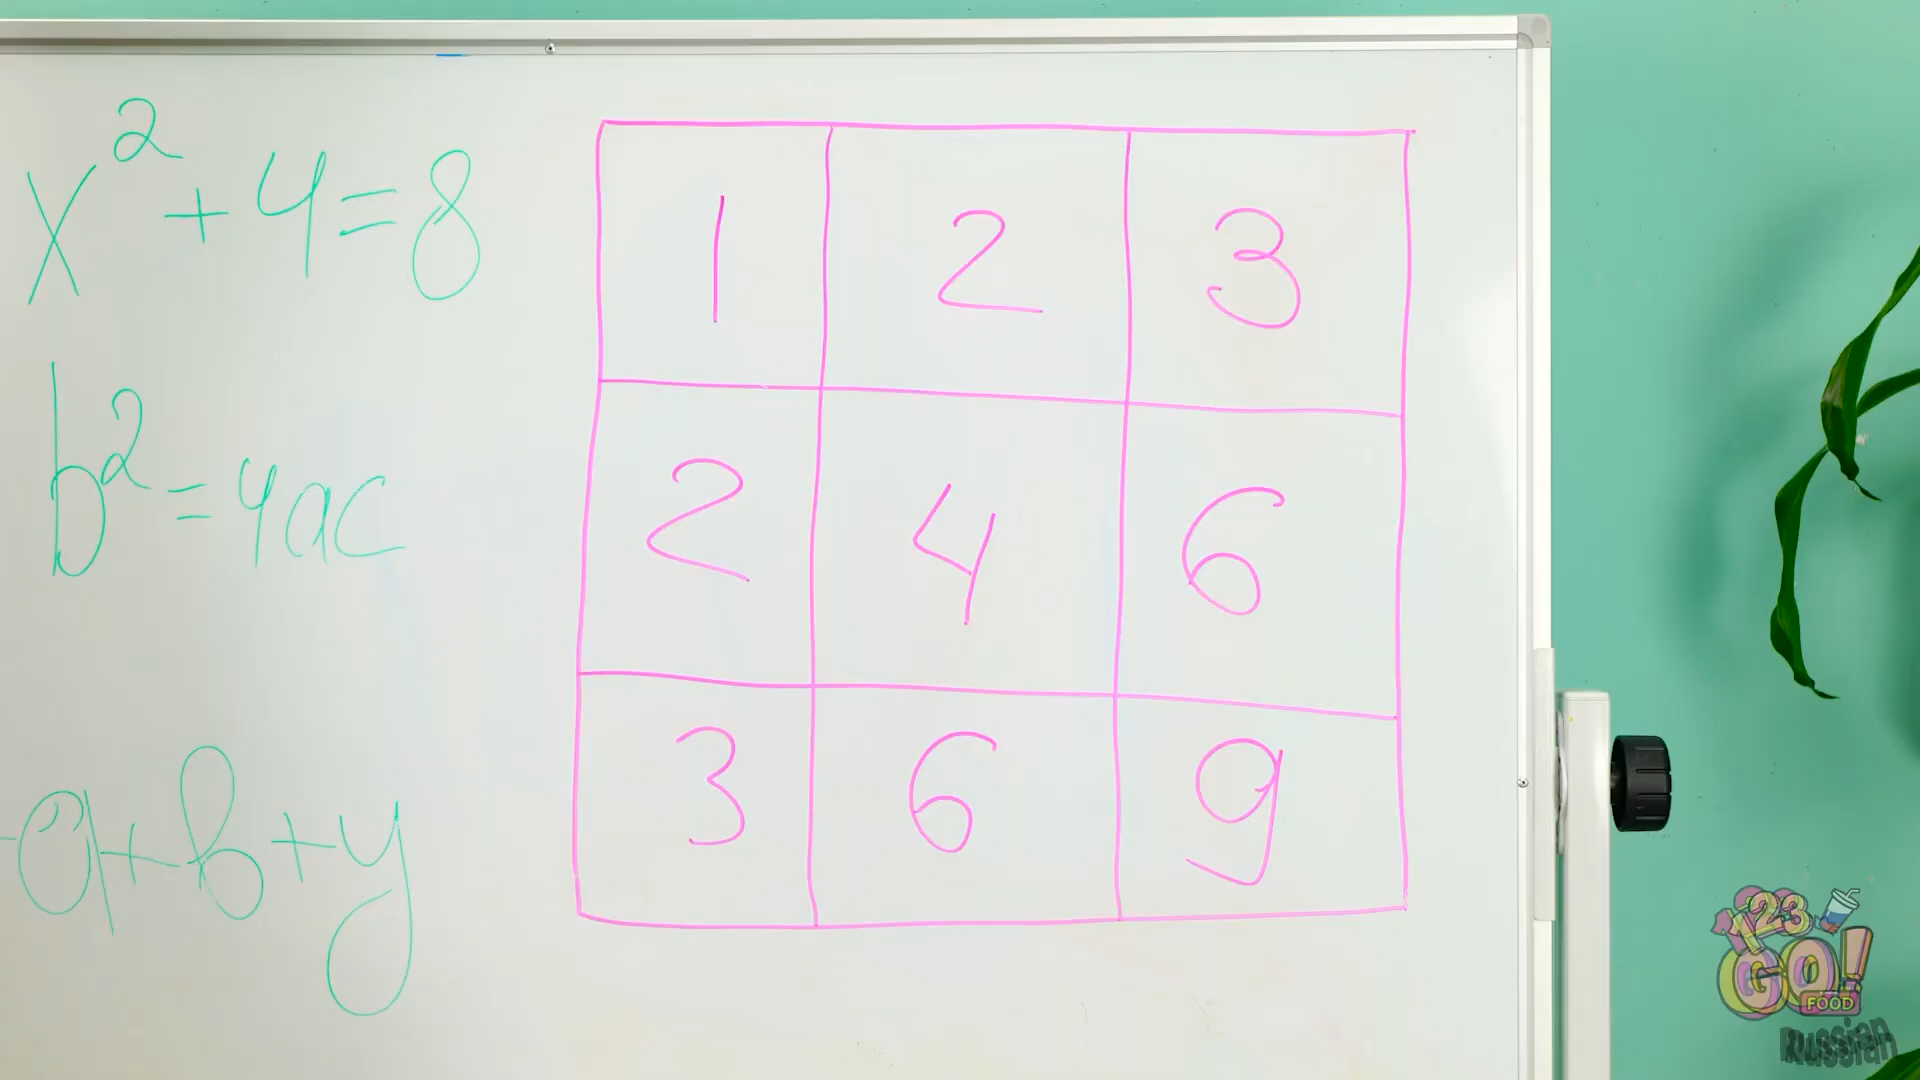 x² + 4 = 8
b² = 4ac
-a + b + y
1 2 3
2 4 6
3 6 9
123 GO!
FOOD
Russian